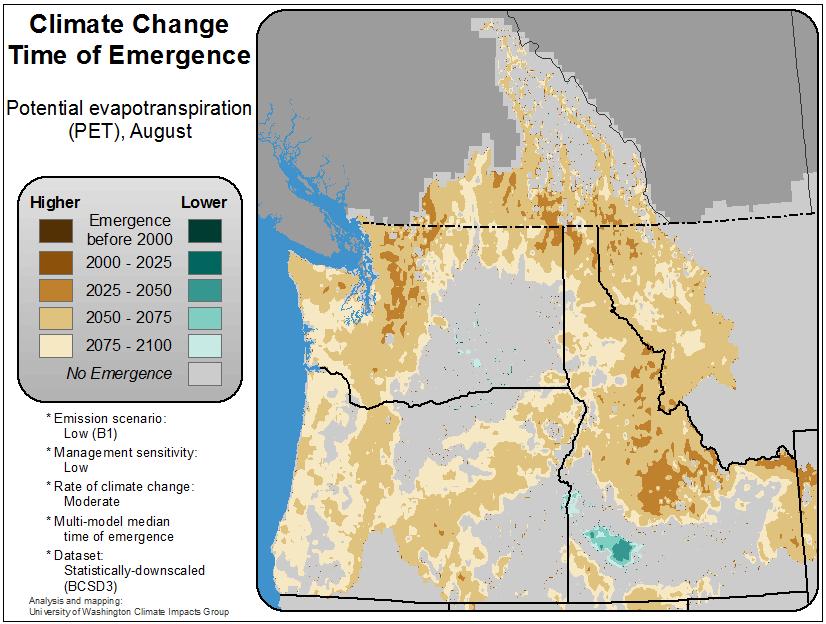 Climate Change
Time of Emergence
Potential evapotranspiration
(PET), August
Higher Lower
Emergence
before 2000
2000 - 2025
2025 - 2050
2050 - 2075
2075 - 2100
No Emergence
* Emission scenario:
Low (B1)
* Management sensitivity:
Low
* Rate of climate change:
Moderate
* Multi-model median
time of emergence
* Dataset:
Statistically-downscaled
(BCSD3)
Analysis and mapping:
University of Washington Climate Impacts Group